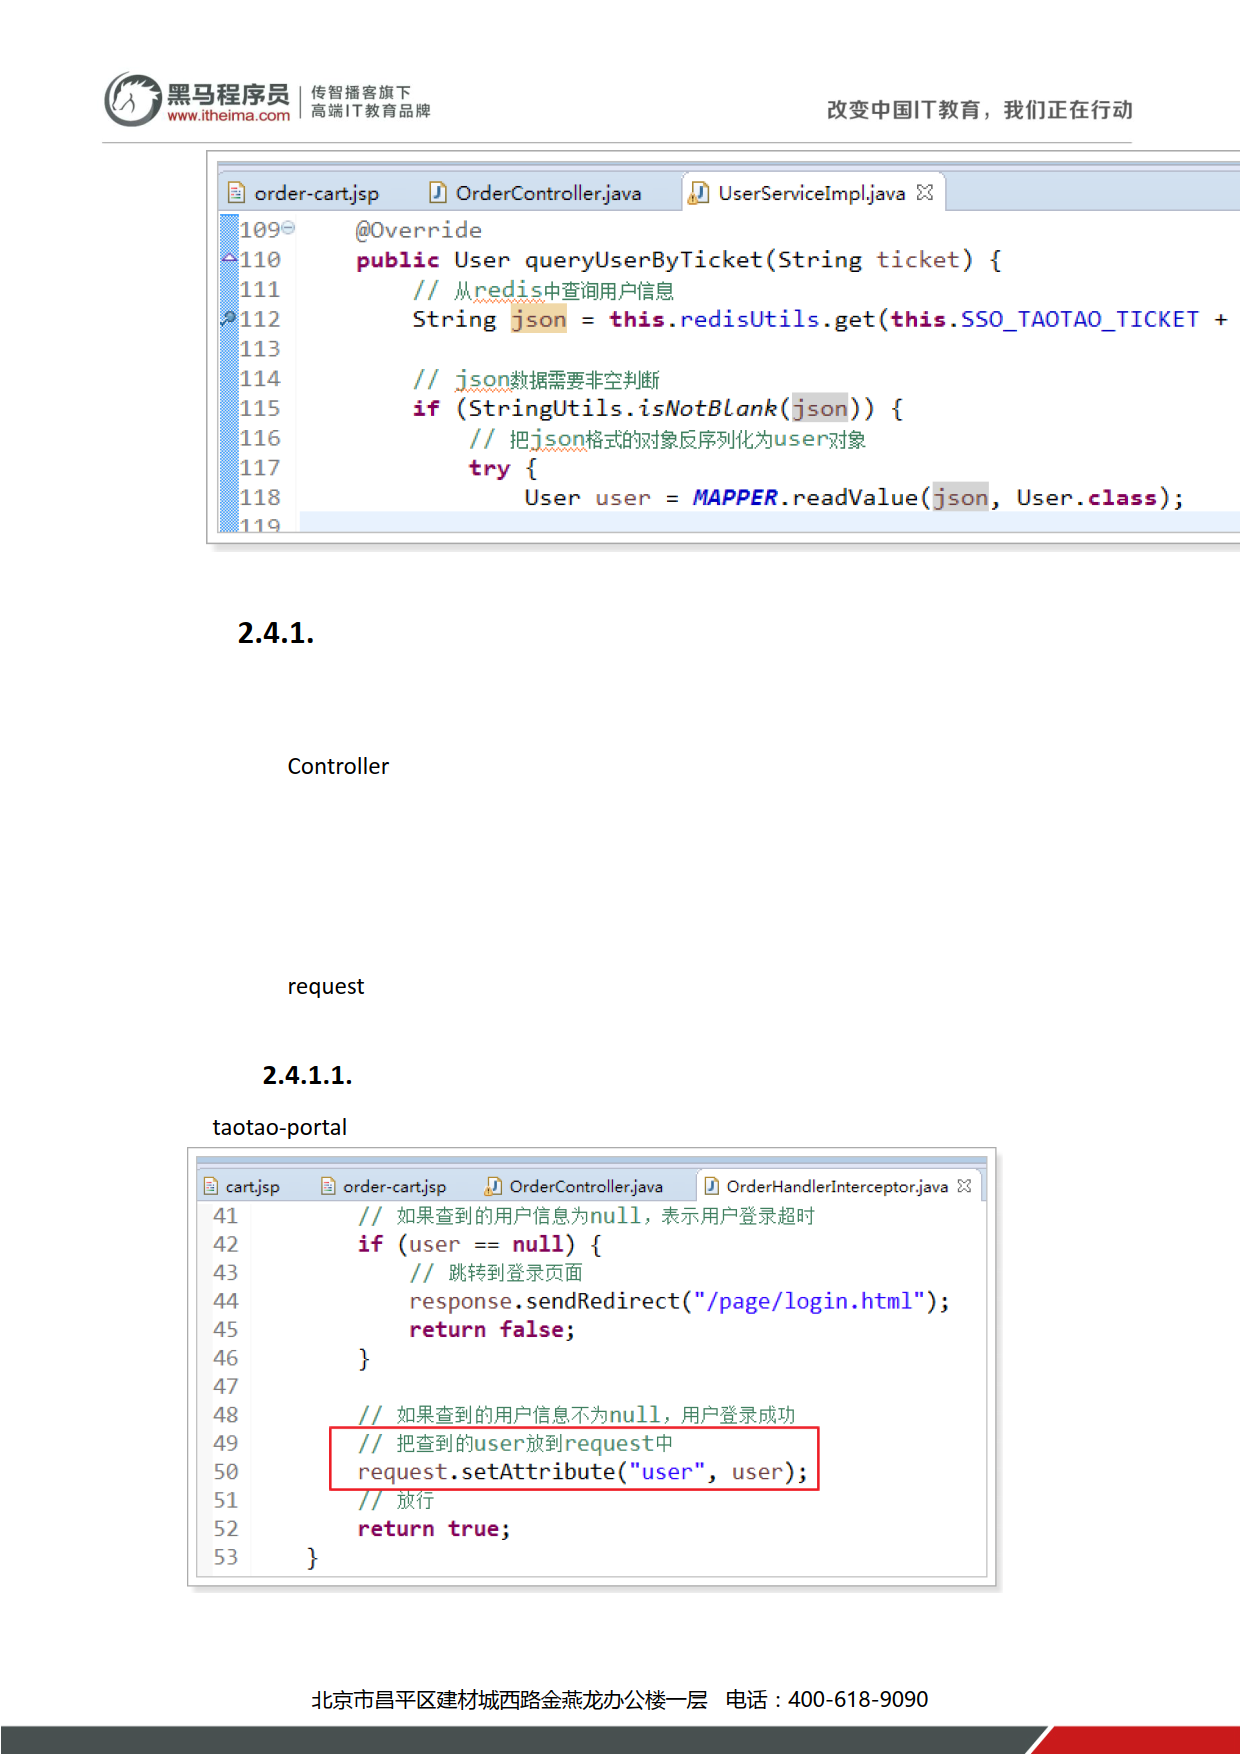 黑马程序员
www.itheima.com
传智播客旗下
高端IT教育品牌
改变中国IT教育，我们正在行动
order-cart.jsp OrderController.java UserServiceImpl.java
109 @Override
110 public User queryUserByTicket(String ticket) {
111 // 从redis中查询用户信息
112 String json = this.redisUtils.get(this.SSO_TAOTAO_TICKET +
113
114 // json数据需要非空判断
115 if (StringUtils.isNotBlank(json)) {
116 // 把json格式的对象反序列化为user对象
117 try {
118 User user = MAPPER.readValue(json, User.class);
119
2.4.1.
Controller
request
2.4.1.1.
taotao-portal
cart.jsp order-cart.jsp OrderController.java OrderHandlerInterceptor.java
41 // 如果查到的用户信息为null，表示用户登录超时
42 if (user == null) {
43 // 跳转到登录页面
44 response.sendRedirect("/page/login.html");
45 return false;
46 }
47
48 // 如果查到的用户信息不为null，用户登录成功
49 // 把查到的user放到request中
50 request.setAttribute("user", user);
51 // 放行
52 return true;
53 }
北京市昌平区建材城西路金燕龙办公楼一层 电话：400-618-9090